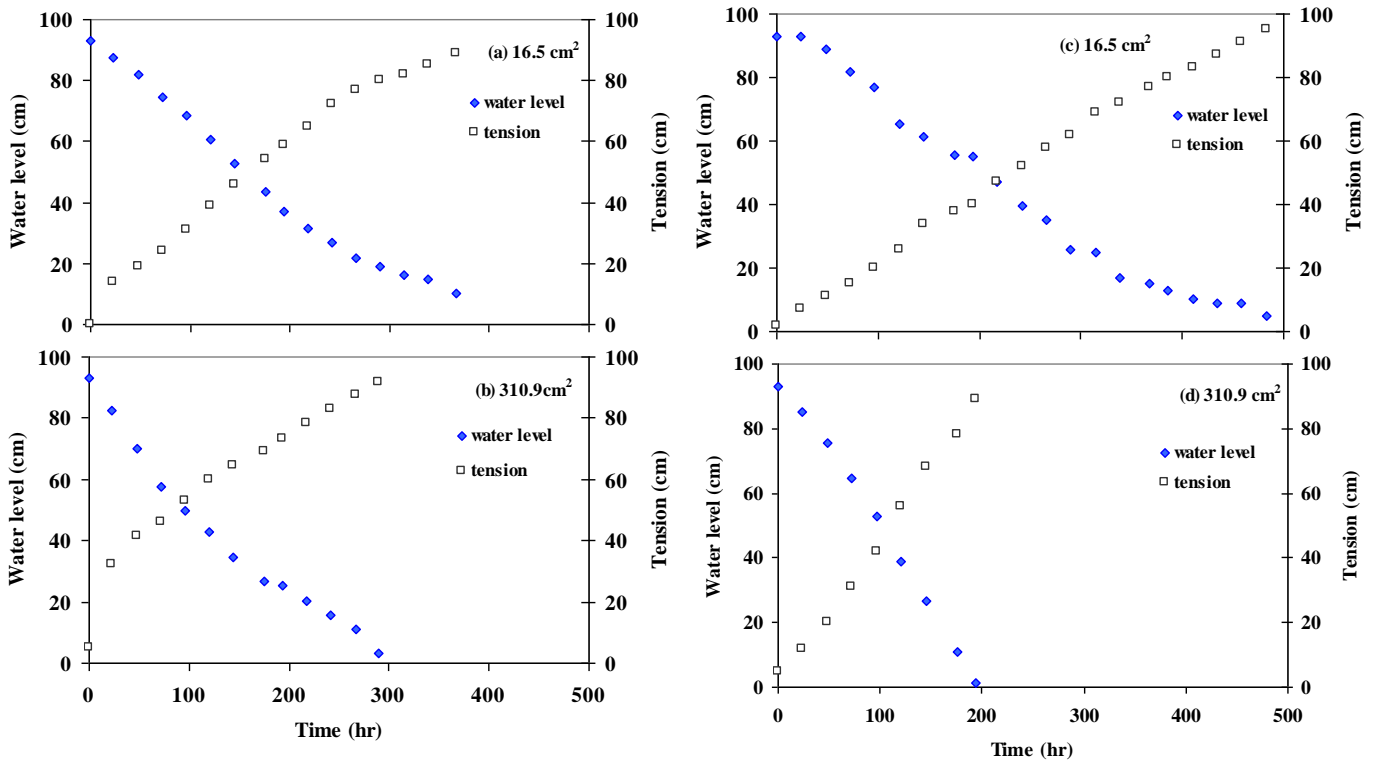 100
80
60
40
20
0
Water level (cm)
(a) 16.5 cm²
water level
tension
100
80
60
40
20
0
Tension (cm)
100
80
60
40
20
0
Water level (cm)
(c) 16.5 cm²
water level
tension
100
80
60
40
20
0
Tension (cm)
100
80
60
40
20
0
Water level (cm)
(b) 310.9cm²
water level
tension
100
80
60
40
20
0
Tension (cm)
0 100 200 300 400 500
Time (hr)
100
80
60
40
20
0
Water level (cm)
(d) 310.9 cm²
water level
tension
100
80
60
40
20
0
Tension (cm)
0 100 200 300 400 500
Time (hr)